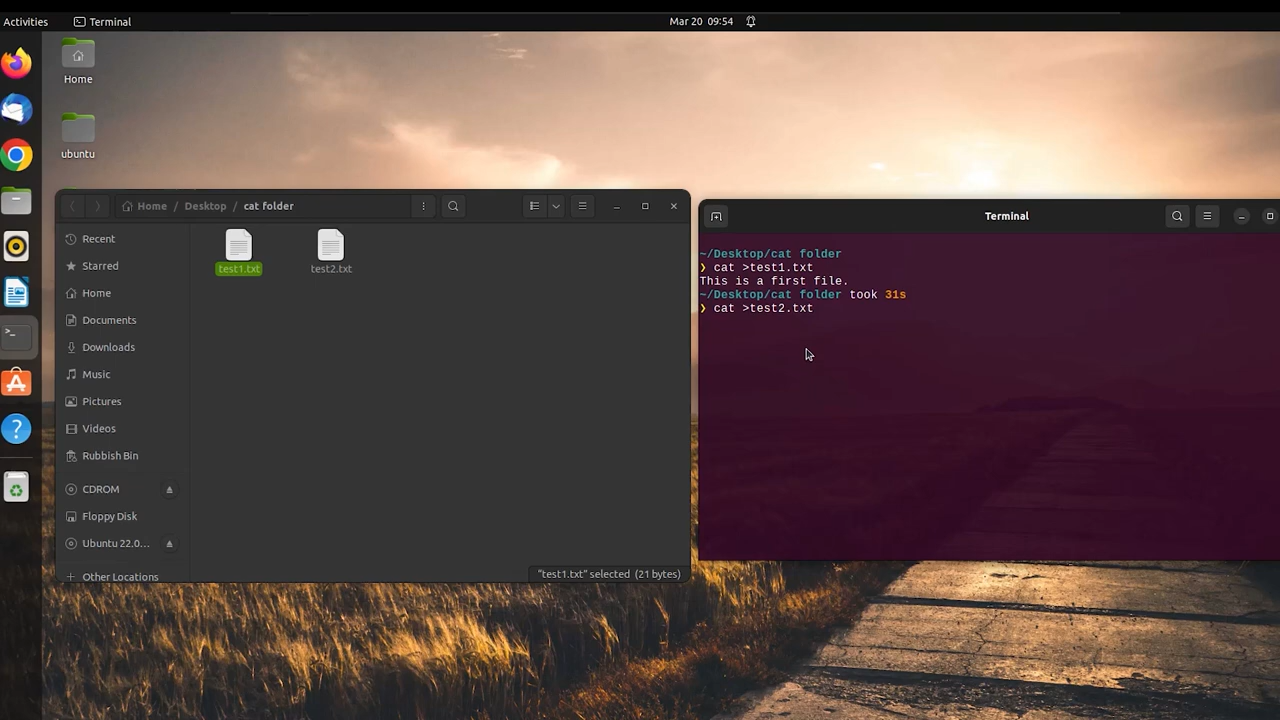 Activities
Terminal
Mar 20 09:54
Home
ubuntu
Home / Desktop / cat folder
Recent
Starred
Home
Documents
Downloads
Music
Pictures
Videos
Rubbish Bin
CDROM
Floppy Disk
Ubuntu 22.0...
Other Locations
test1.txt
test2.txt
"test1.txt" selected (21 bytes)
Terminal
~/Desktop/cat folder
❯ cat >test1.txt
This is a first file.
~/Desktop/cat folder took 31s
❯ cat >test2.txt